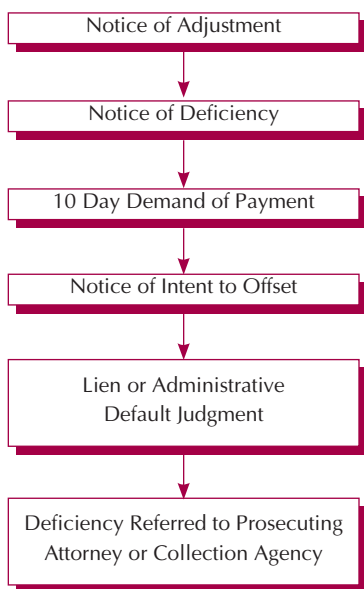 Notice of Adjustment
Notice of Deficiency
10 Day Demand of Payment
Notice of Intent to Offset
Lien or Administrative
Default Judgment
Deficiency Referred to Prosecuting
Attorney or Collection Agency